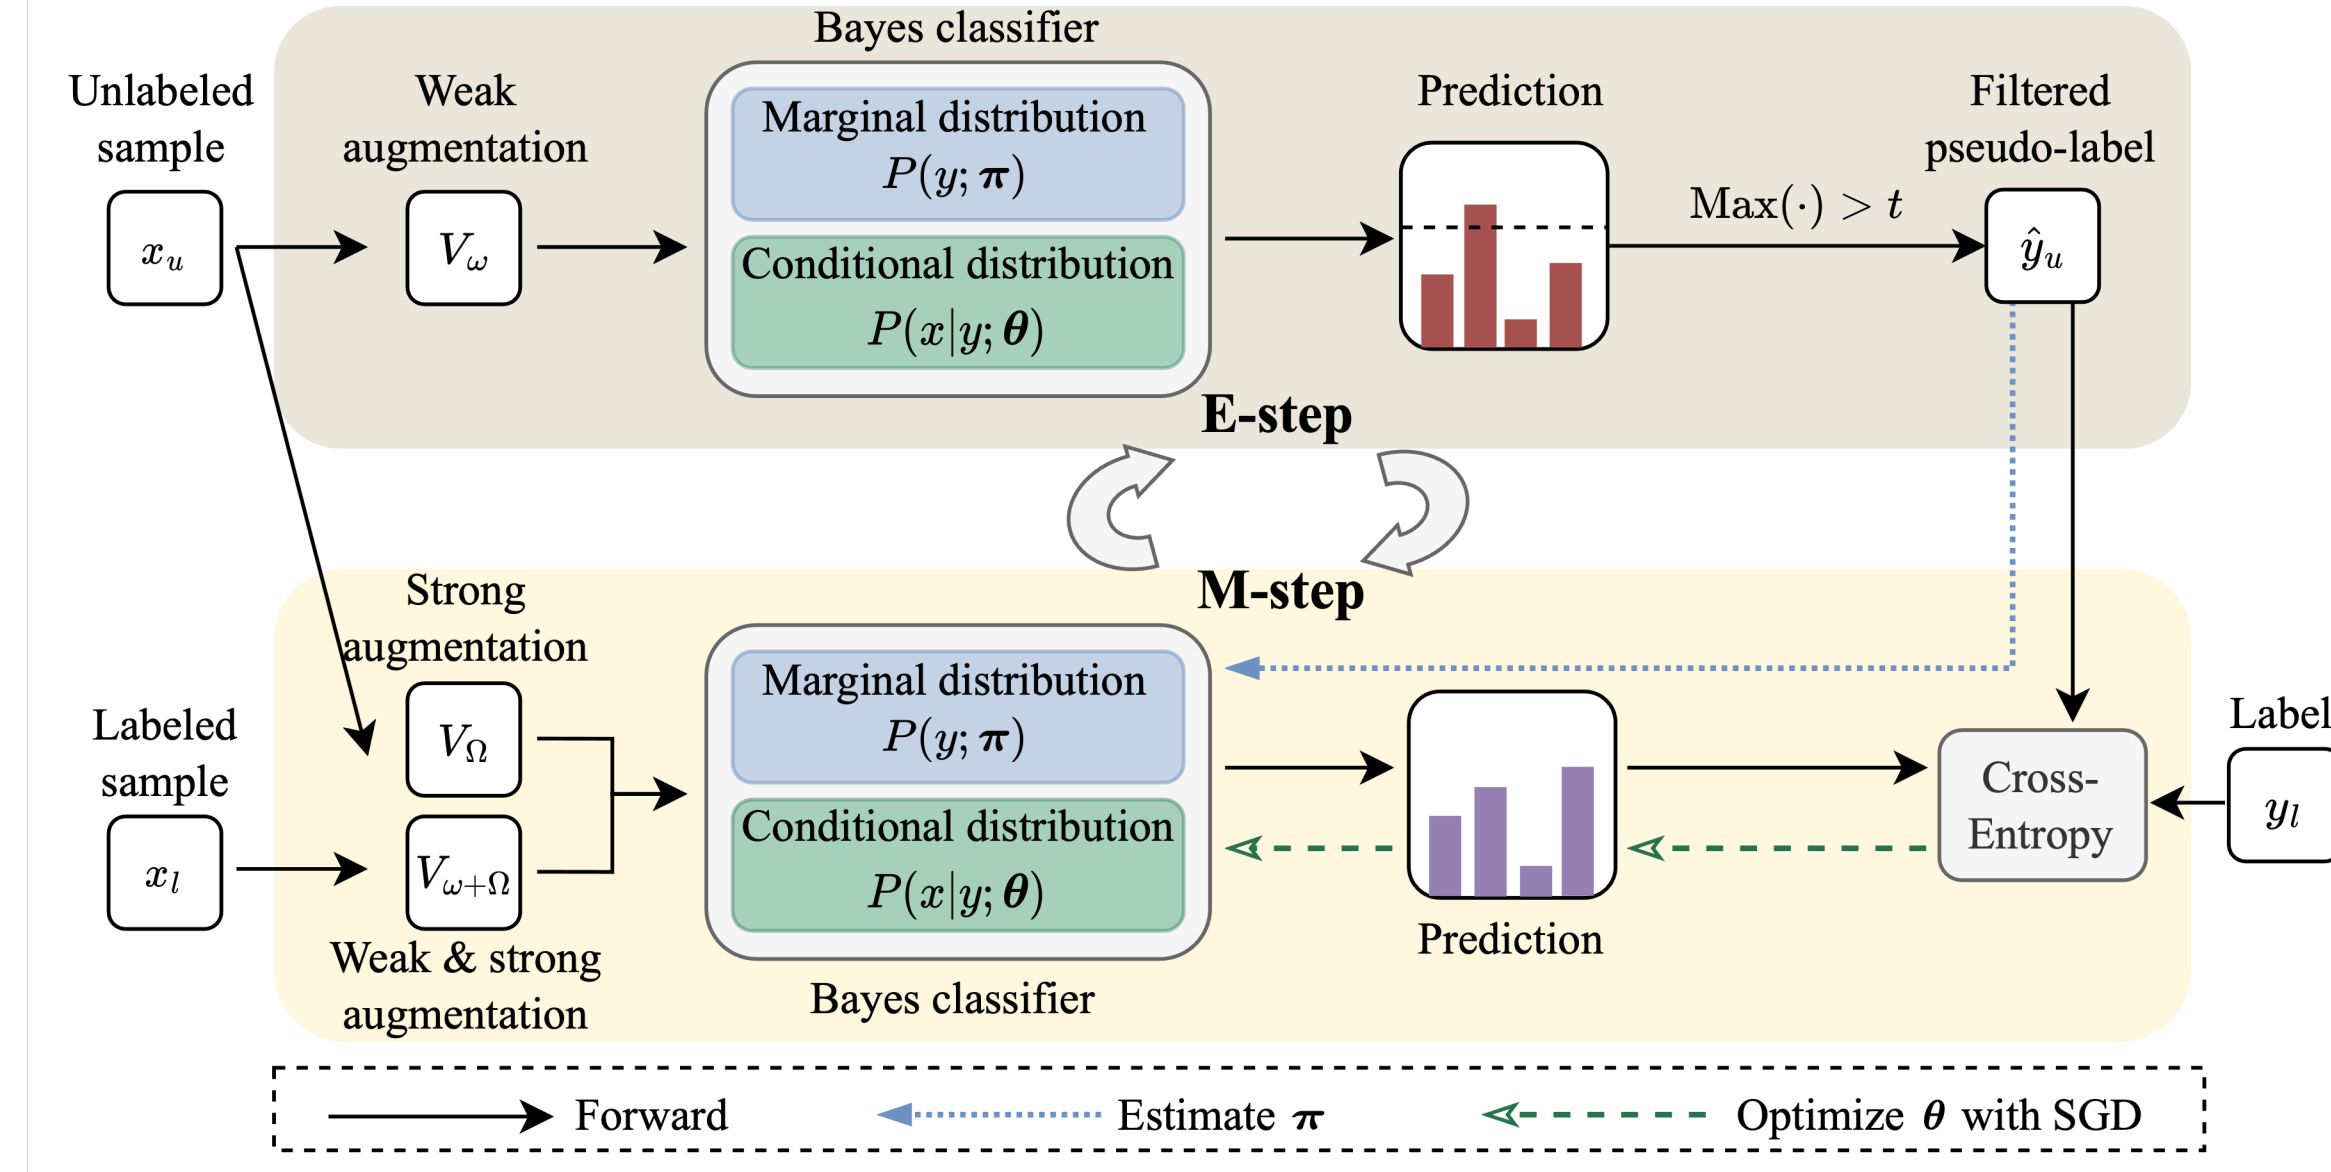 Bayes classifier
Unlabeled
sample
x_u
Weak
augmentation
V_ω
Marginal distribution
P(y; π)
Conditional distribution
P(x|y; θ)
Prediction
Max(·) > t
Filtered
pseudo-label
ŷ_u
E-step
M-step
Strong
augmentation
V_Ω
Labeled
sample
x_l
V_{ω+Ω}
Weak & strong
augmentation
Marginal distribution
P(y; π)
Conditional distribution
P(x|y; θ)
Bayes classifier
Prediction
Cross-
Entropy
Label
y_l
Forward
Estimate π
Optimize θ with SGD